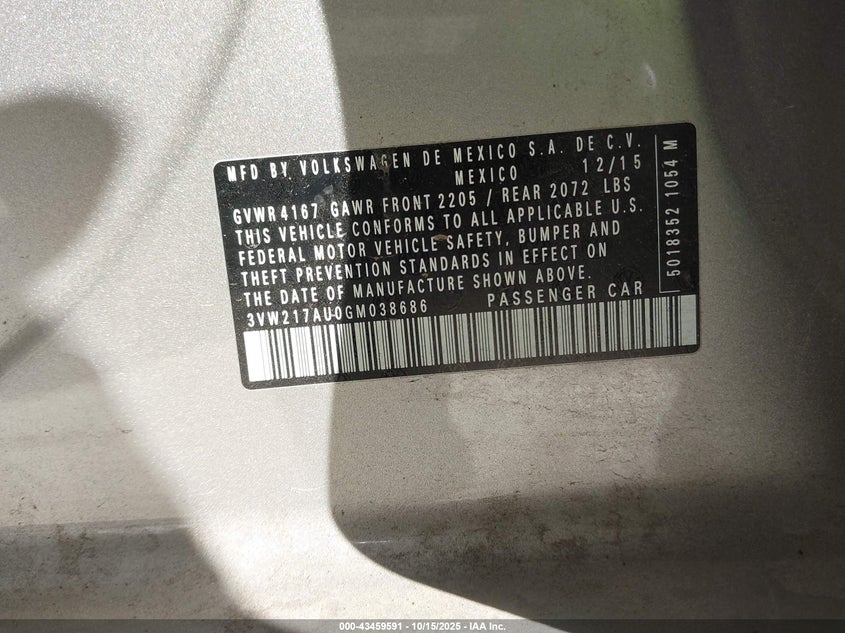 MFD BY VOLKSWAGEN DE MEXICO S.A. DE C.V.
MEXICO 12/15
GVWR 4167 GAWR FRONT 2205 / REAR 2072 LBS
THIS VEHICLE CONFORMS TO ALL APPLICABLE U.S.
FEDERAL MOTOR VEHICLE SAFETY, BUMPER AND
THEFT PREVENTION STANDARDS IN EFFECT ON
THE DATE OF MANUFACTURE SHOWN ABOVE.
3VW217AU0GM038686 PASSENGER CAR
5018352 1054 M
000-43459591 - 10/15/2025 - IAA Inc.